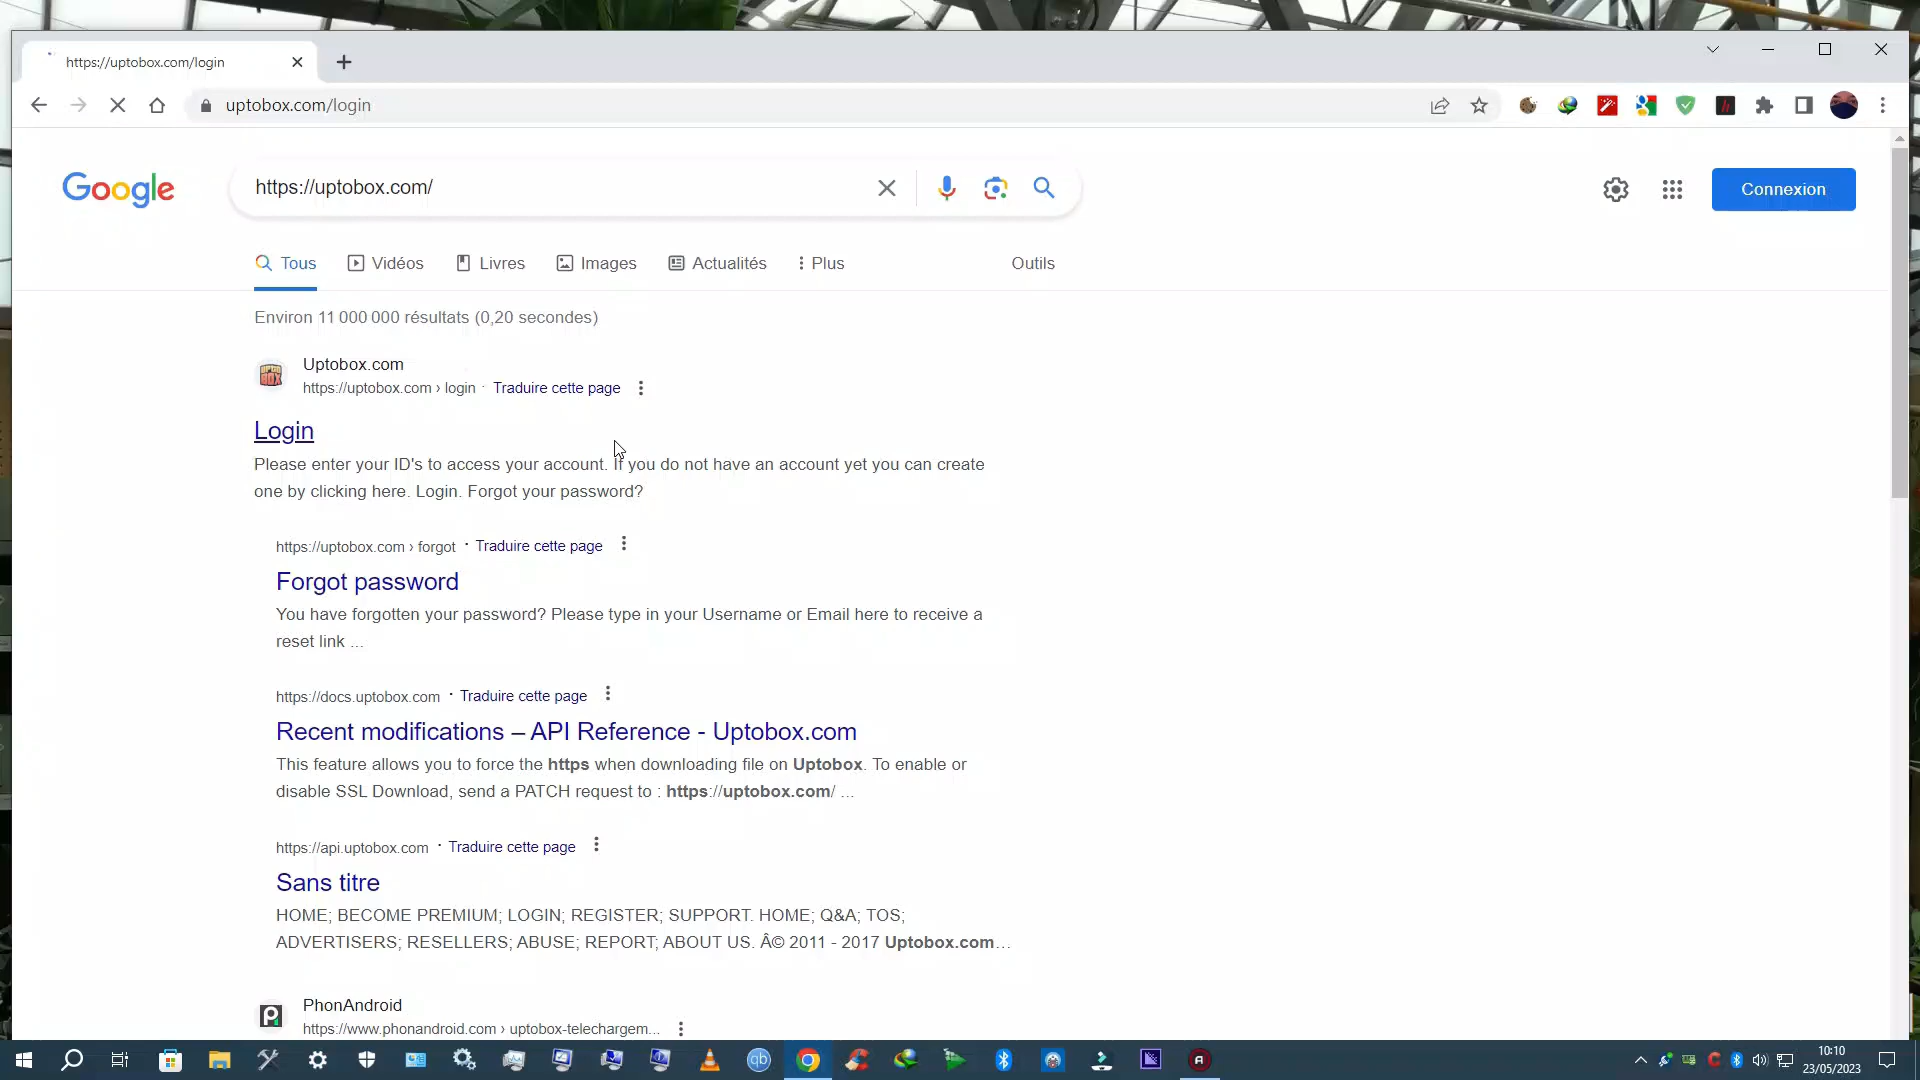 https://uptobox.com/login
uptobox.com/login
Google
https://uptobox.com/
Connexion
Tous
Vidéos
Livres
Images
Actualités
Plus
Outils
Environ 11 000 000 résultats (0,20 secondes)
Uptobox.com
https://uptobox.com › login · Traduire cette page
Login
Please enter your ID's to access your account. If you do not have an account yet you can create
one by clicking here. Login. Forgot your password?
https://uptobox.com › forgot · Traduire cette page
Forgot password
You have forgotten your password? Please type in your Username or Email here to receive a
reset link ...
https://docs.uptobox.com · Traduire cette page
Recent modifications – API Reference - Uptobox.com
This feature allows you to force the https when downloading file on Uptobox. To enable or
disable SSL Download, send a PATCH request to : https://uptobox.com/ ...
https://api.uptobox.com · Traduire cette page
Sans titre
HOME; BECOME PREMIUM; LOGIN; REGISTER; SUPPORT. HOME; Q&A; TOS;
ADVERTISERS; RESELLERS; ABUSE; REPORT; ABOUT US. Â© 2011 - 2017 Uptobox.com...
PhonAndroid
https://www.phonandroid.com › uptobox-telechargem...
qb
10:10
23/05/2023